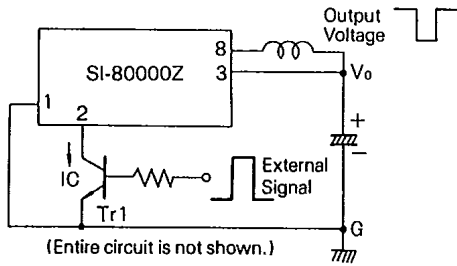 Output
Voltage
8
SI-80000Z
3
Vo
1
2
+
−
IC
External
Signal
Tr1
G
(Entire circuit is not shown.)